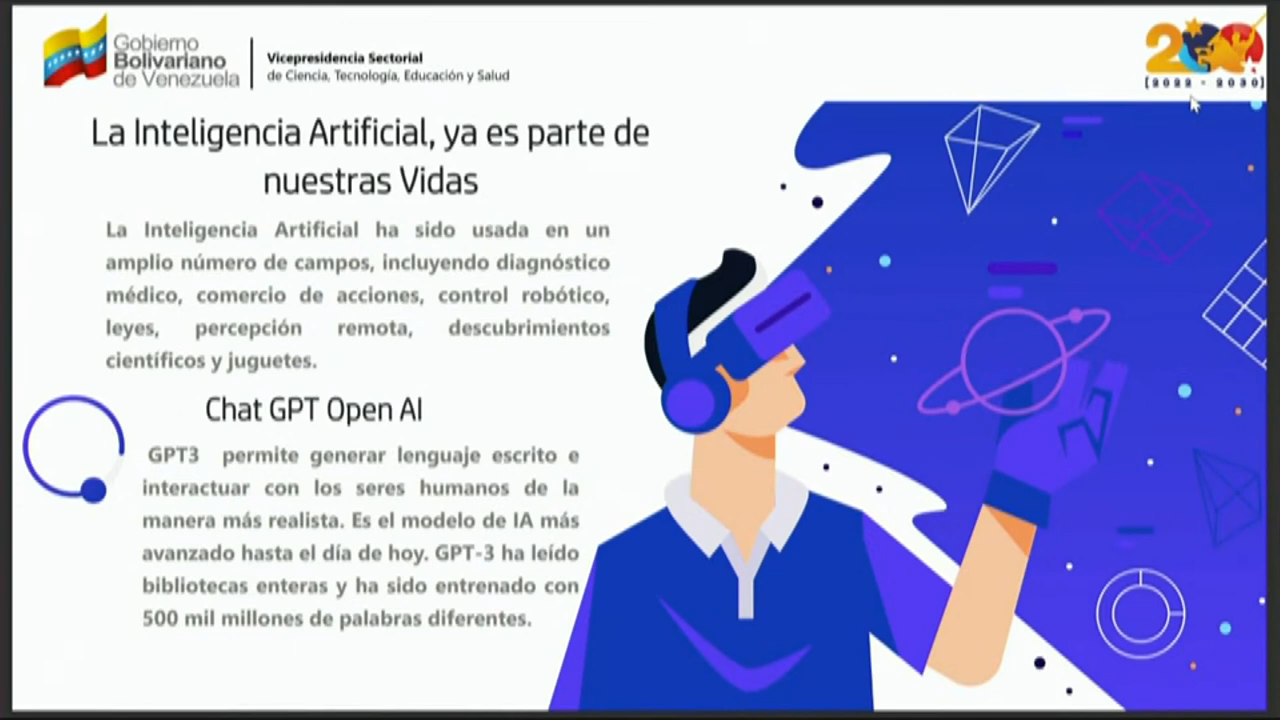 Gobierno
Bolivariano
de Venezuela
Vicepresidencia Sectorial
de Ciencia, Tecnología, Educación y Salud
200
[2022 - 2030]
La Inteligencia Artificial, ya es parte de
nuestras Vidas
La Inteligencia Artificial ha sido usada en un
amplio número de campos, incluyendo diagnóstico
médico, comercio de acciones, control robótico,
leyes, percepción remota, descubrimientos
científicos y juguetes.
Chat GPT Open AI
GPT3 permite generar lenguaje escrito e
interactuar con los seres humanos de la
manera más realista. Es el modelo de IA más
avanzado hasta el día de hoy. GPT-3 ha leído
bibliotecas enteras y ha sido entrenado con
500 mil millones de palabras diferentes.